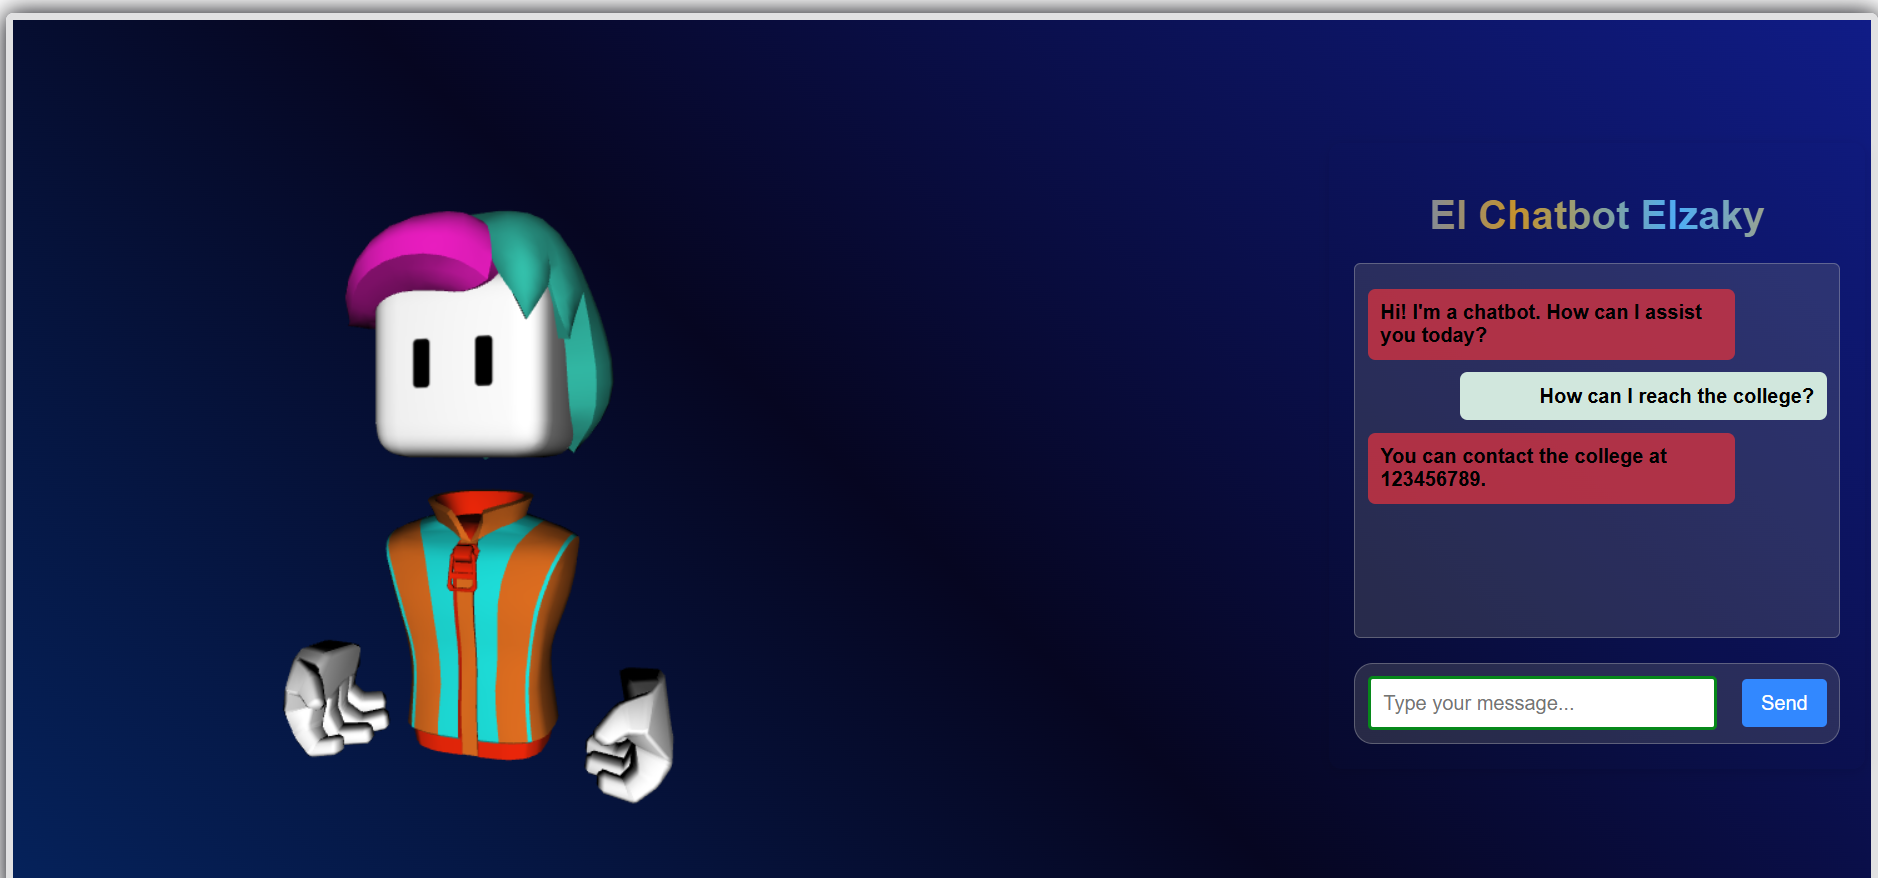 El Chatbot Elzaky
Hi! I'm a chatbot. How can I assist
you today?
How can I reach the college?
You can contact the college at
123456789.
Type your message...
Send